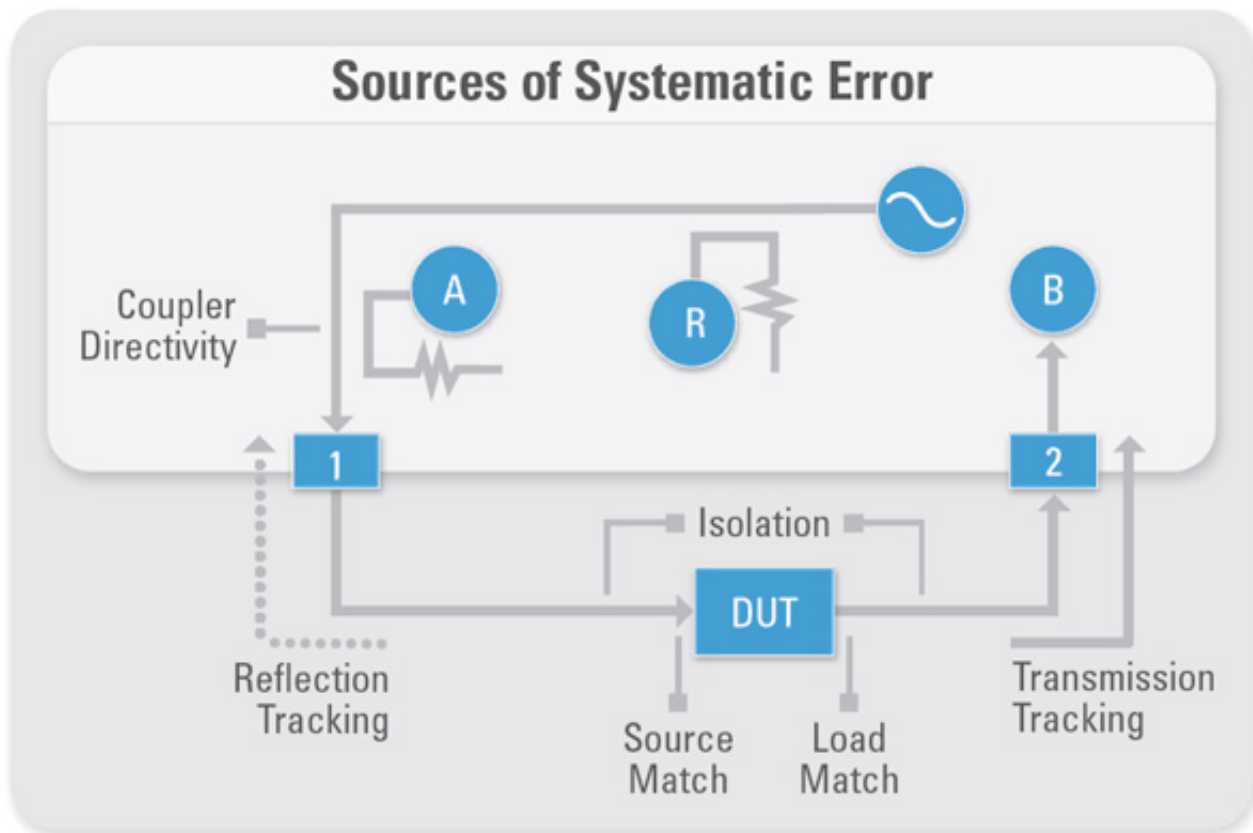 Sources of Systematic Error
A
R
B
Coupler
Directivity
1
2
Isolation
DUT
Reflection
Tracking
Source
Match
Load
Match
Transmission
Tracking